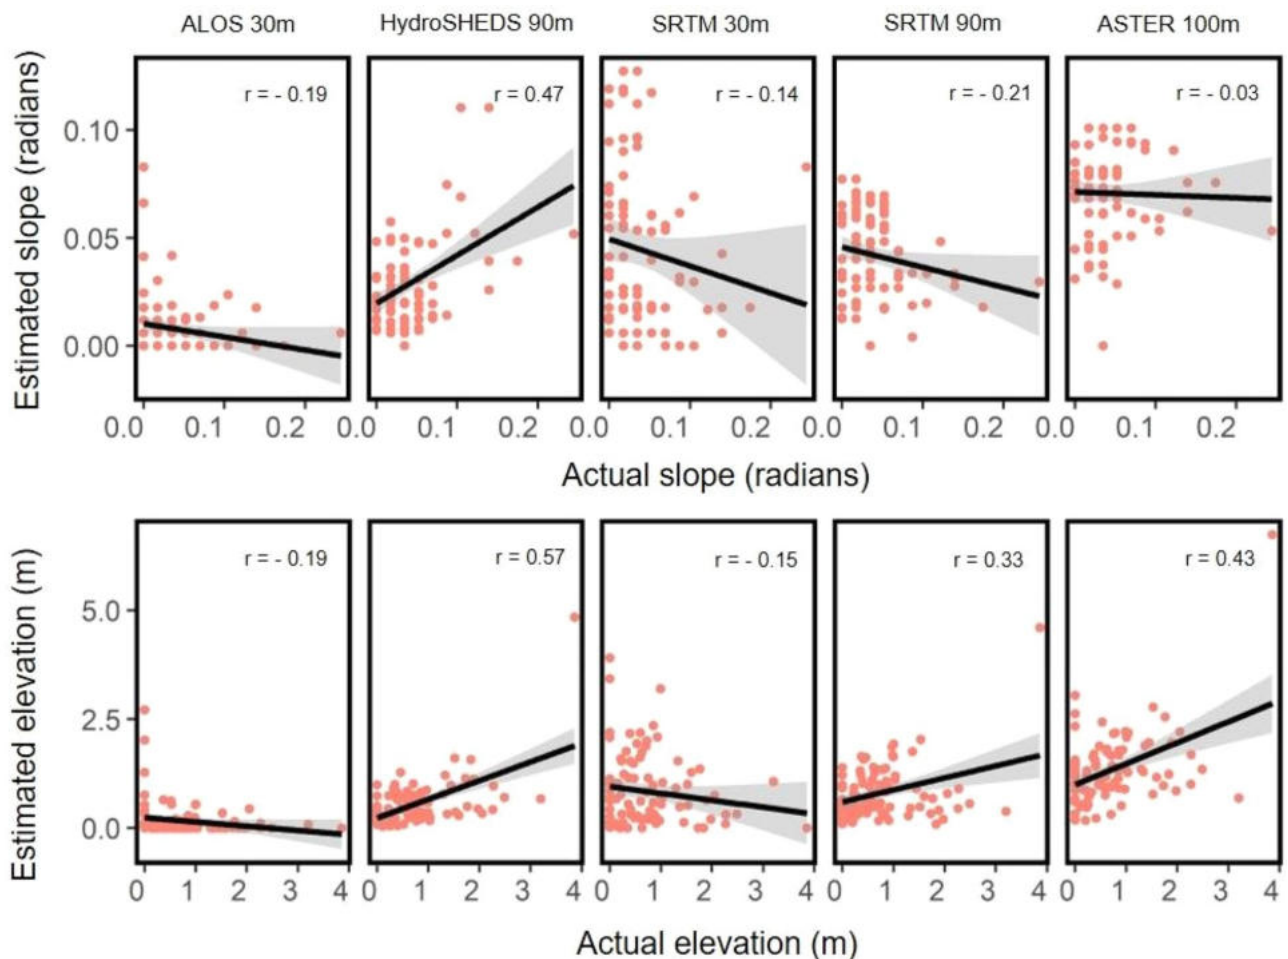 ALOS 30m HydroSHEDS 90m SRTM 30m SRTM 90m ASTER 100m
r = - 0.19 r = 0.47 r = - 0.14 r = - 0.21 r = - 0.03
Estimated slope (radians)
0.10
0.05
0.00
0.0 0.1 0.2 0.0 0.1 0.2 0.0 0.1 0.2 0.0 0.1 0.2 0.0 0.1 0.2
Actual slope (radians)
r = - 0.19 r = 0.57 r = - 0.15 r = 0.33 r = 0.43
Estimated elevation (m)
5.0
2.5
0.0
0 1 2 3 4 0 1 2 3 4 0 1 2 3 4 0 1 2 3 4 0 1 2 3 4
Actual elevation (m)